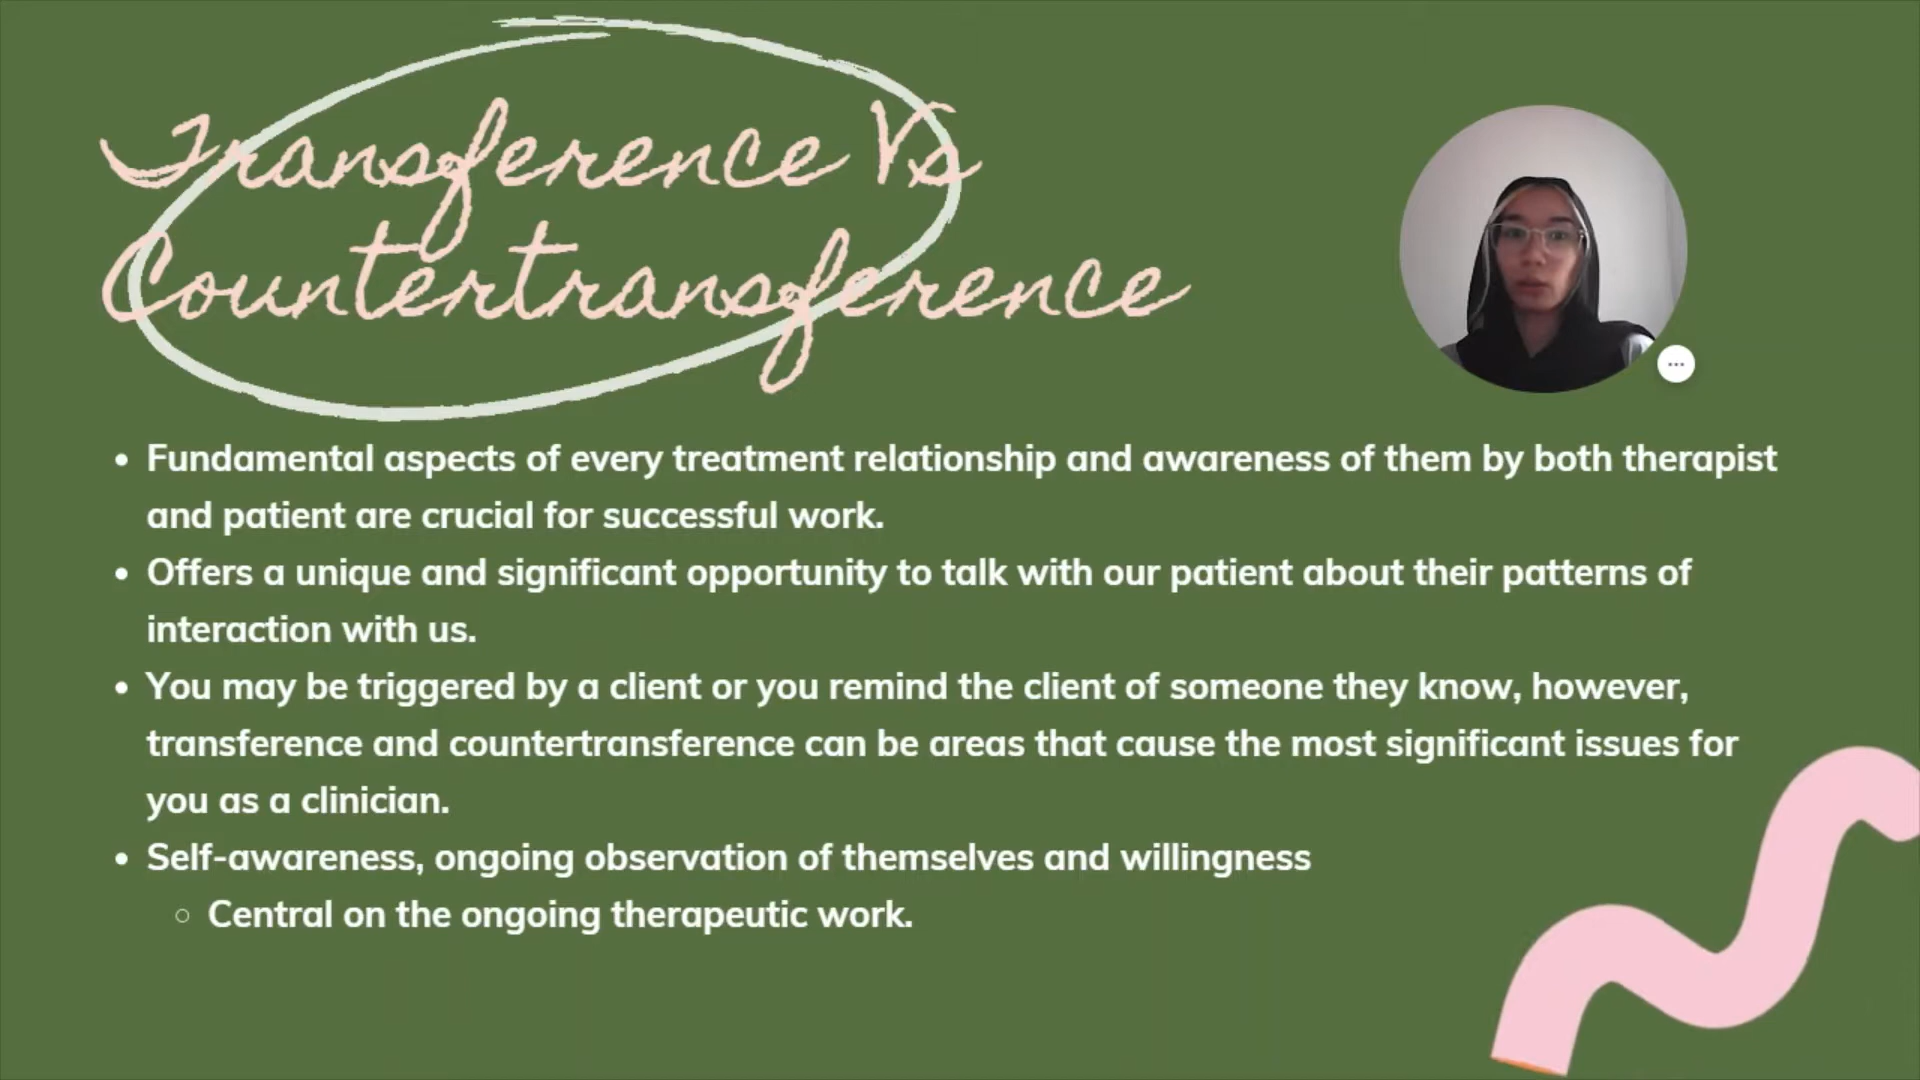 Transference Vs
Countertransference
• Fundamental aspects of every treatment relationship and awareness of them by both therapist
and patient are crucial for successful work.
• Offers a unique and significant opportunity to talk with our patient about their patterns of
interaction with us.
• You may be triggered by a client or you remind the client of someone they know, however,
transference and countertransference can be areas that cause the most significant issues for
you as a clinician.
• Self-awareness, ongoing observation of themselves and willingness
○ Central on the ongoing therapeutic work.